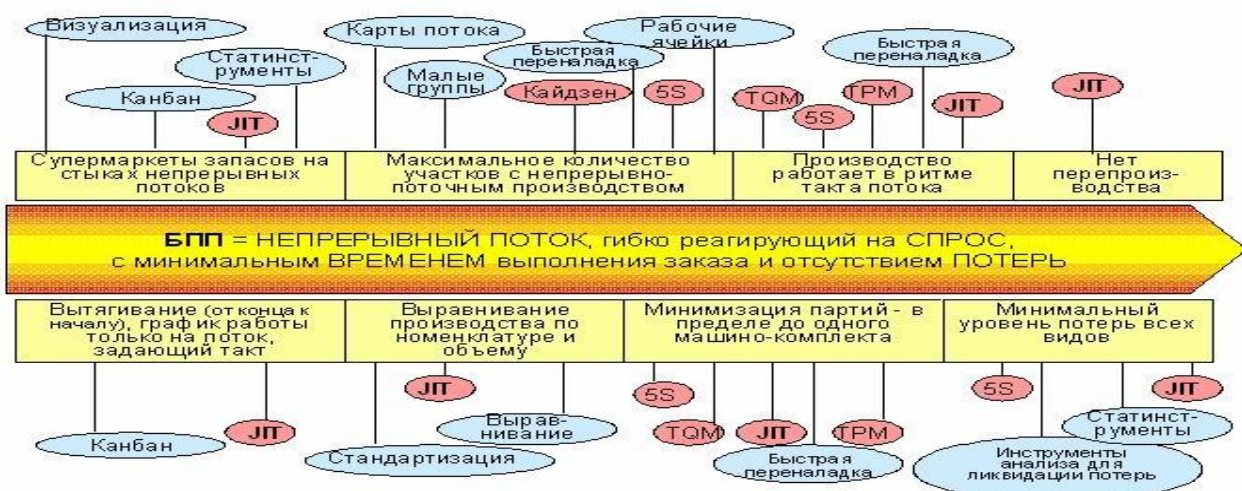 Визуализация
Карты потока
Рабочие
ячейки
Быстрая
переналадка
Быстрая
переналадка
Статинст-
рументы
Малые
группы
Канбан
JIT
Кайдзен
5S
TQM
5S
TPM
JIT
JIT
Супермаркеты запасов на
стыках непрерывных
потоков
Максимальное количество
участков с непрерывно-
поточным производством
Производство
работает в ритме
такта потока
Нет
перепроиз-
водства
БПП = НЕПРЕРЫВНЫЙ ПОТОК, гибко реагирующий на СПРОС,
с минимальным ВРЕМЕНЕМ выполнения заказа и отсутствием ПОТЕРЬ
Вытягивание (от конца к
началу), график работы
только на поток,
задающий такт
Выравнивание
производства по
номенклатуре и
объему
Минимизация партий - в
пределе до одного
машино-комплекта
Минимальный
уровень потерь всех
видов
Канбан
JIT
JIT
Вырав-
нивание
Стандартизация
5S
TQM
JIT
TPM
Быстрая
переналадка
5S
JIT
Статинст-
рументы
Инструменты
анализа для
ликвидации потерь